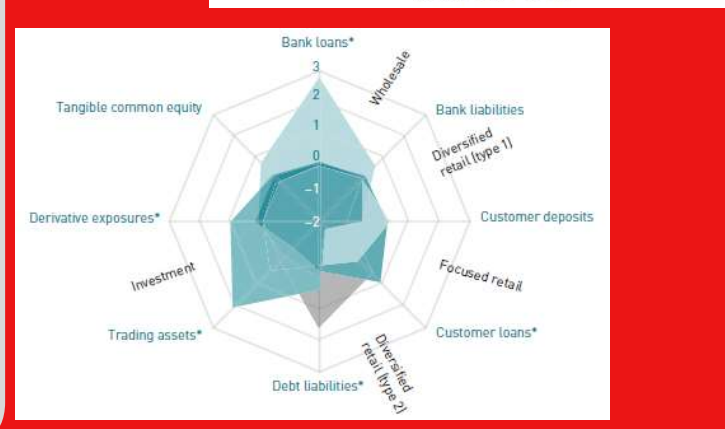 Bank loans*
3
Wholesale
2
Tangible common equity
Bank liabilities
1
Diversified
retail (type 1)
0
−1
Derivative exposures*
−2
Customer deposits
Investment
Focused retail
Trading assets*
Customer loans*
Diversified
retail (type 2)
Debt liabilities*